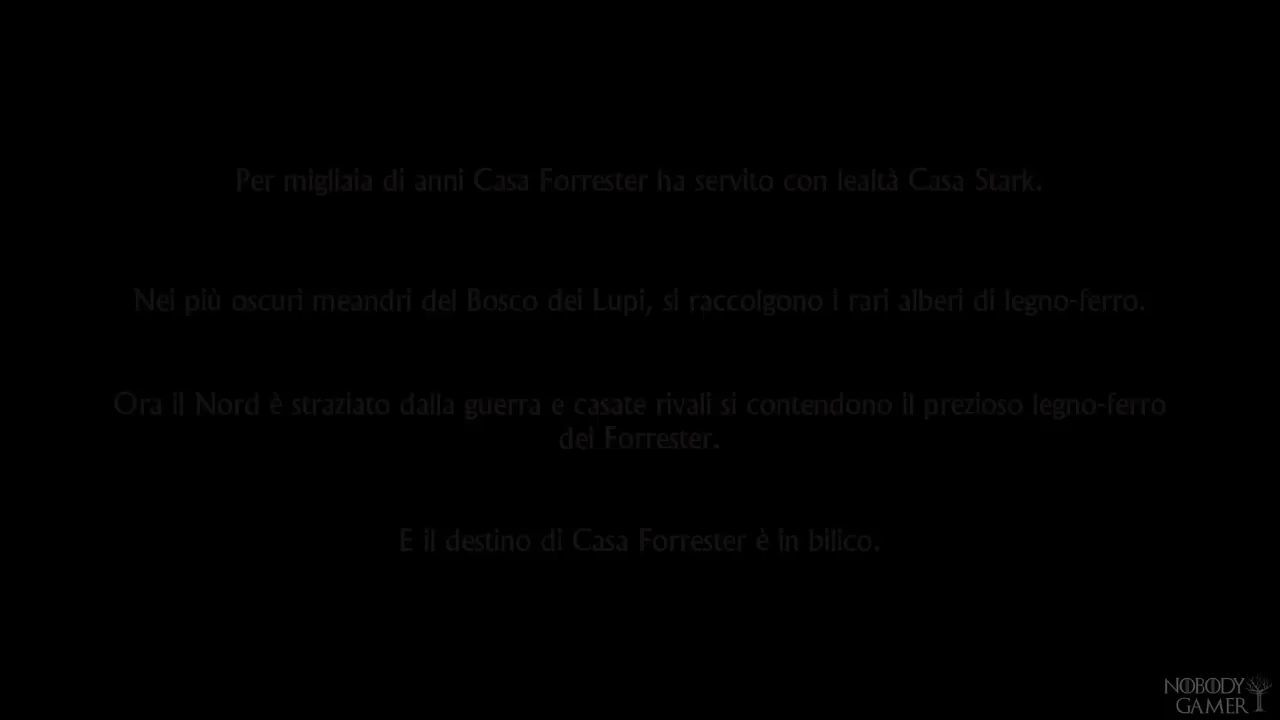 Per migliaia di anni Casa Forrester ha servito con lealtà Casa Stark.
Nei più oscuri meandri del Bosco dei Lupi, si raccolgono i rari alberi di legno-ferro.
Ora il Nord è straziato dalla guerra e casate rivali si contendono il prezioso legno-ferro
dei Forrester.
E il destino di Casa Forrester è in bilico.
NOBODY
GAMER